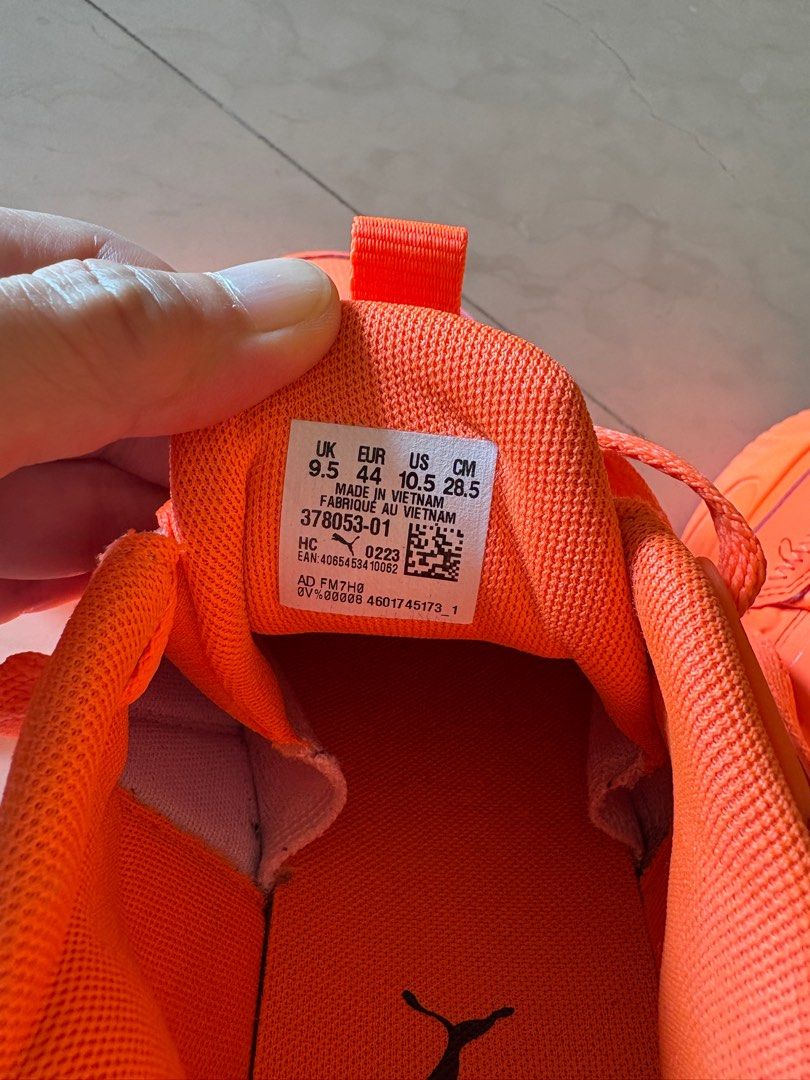 UK EUR US CM
9.5 44 10.5 28.5
MADE IN VIETNAM
FABRIQUÉ AU VIETNAM
378053-01
HC 0223
EAN:4065453410062
AD FM7H0
0V%00008 4601745173_1